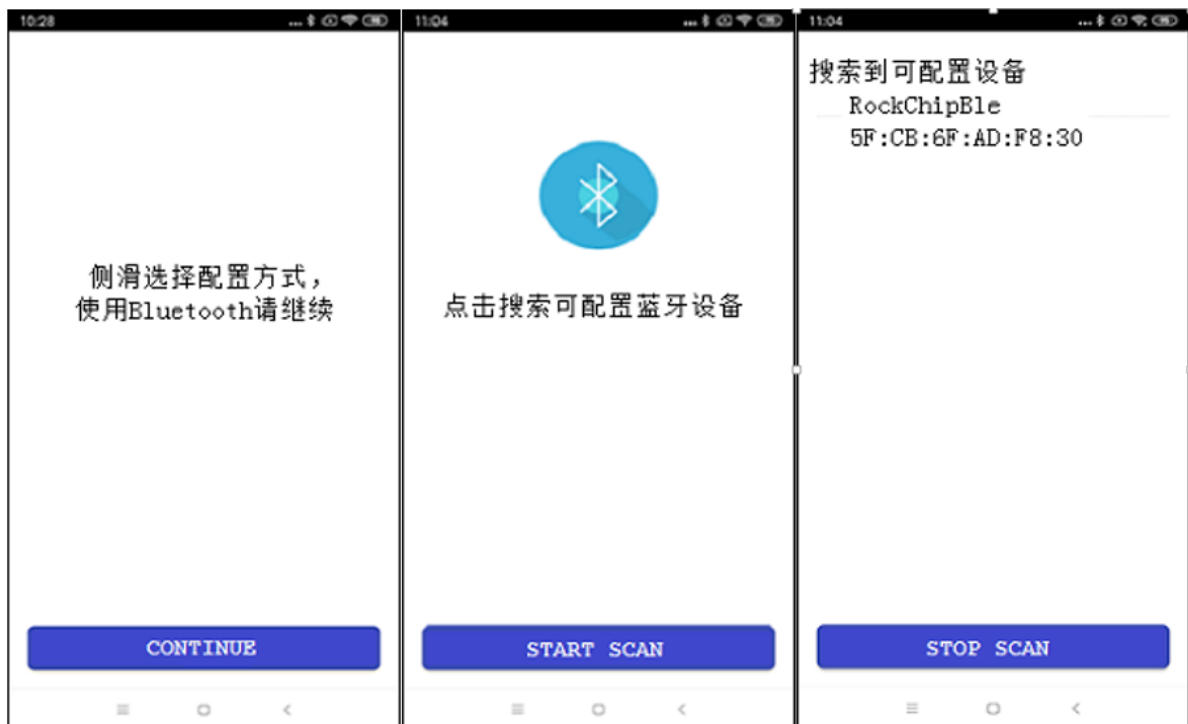 10:28
侧滑选择配置方式，
使用Bluetooth请继续
CONTINUE
11:04
点击搜索可配置蓝牙设备
START SCAN
11:04
搜索到可配置设备
RockChipBle
5F:CB:6F:AD:F8:30
STOP SCAN